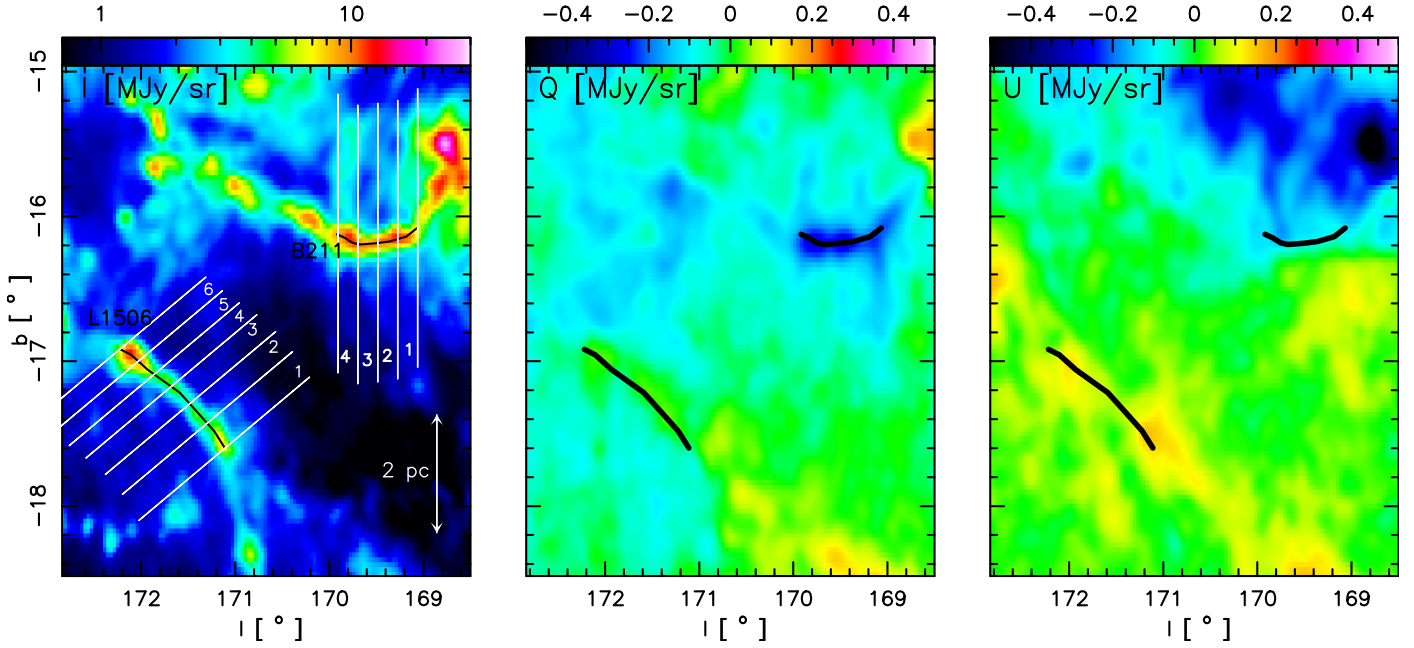 1 10
I [MJy/sr]
-15
-16
-17
-18
b [°]
B211
L1506
6
5
4
3
2
1
4 3 2 1
2 pc
172 171 170 169
l [°]
-0.4 -0.2 0 0.2 0.4
Q [MJy/sr]
172 171 170 169
l [°]
-0.4 -0.2 0 0.2 0.4
U [MJy/sr]
172 171 170 169
l [°]